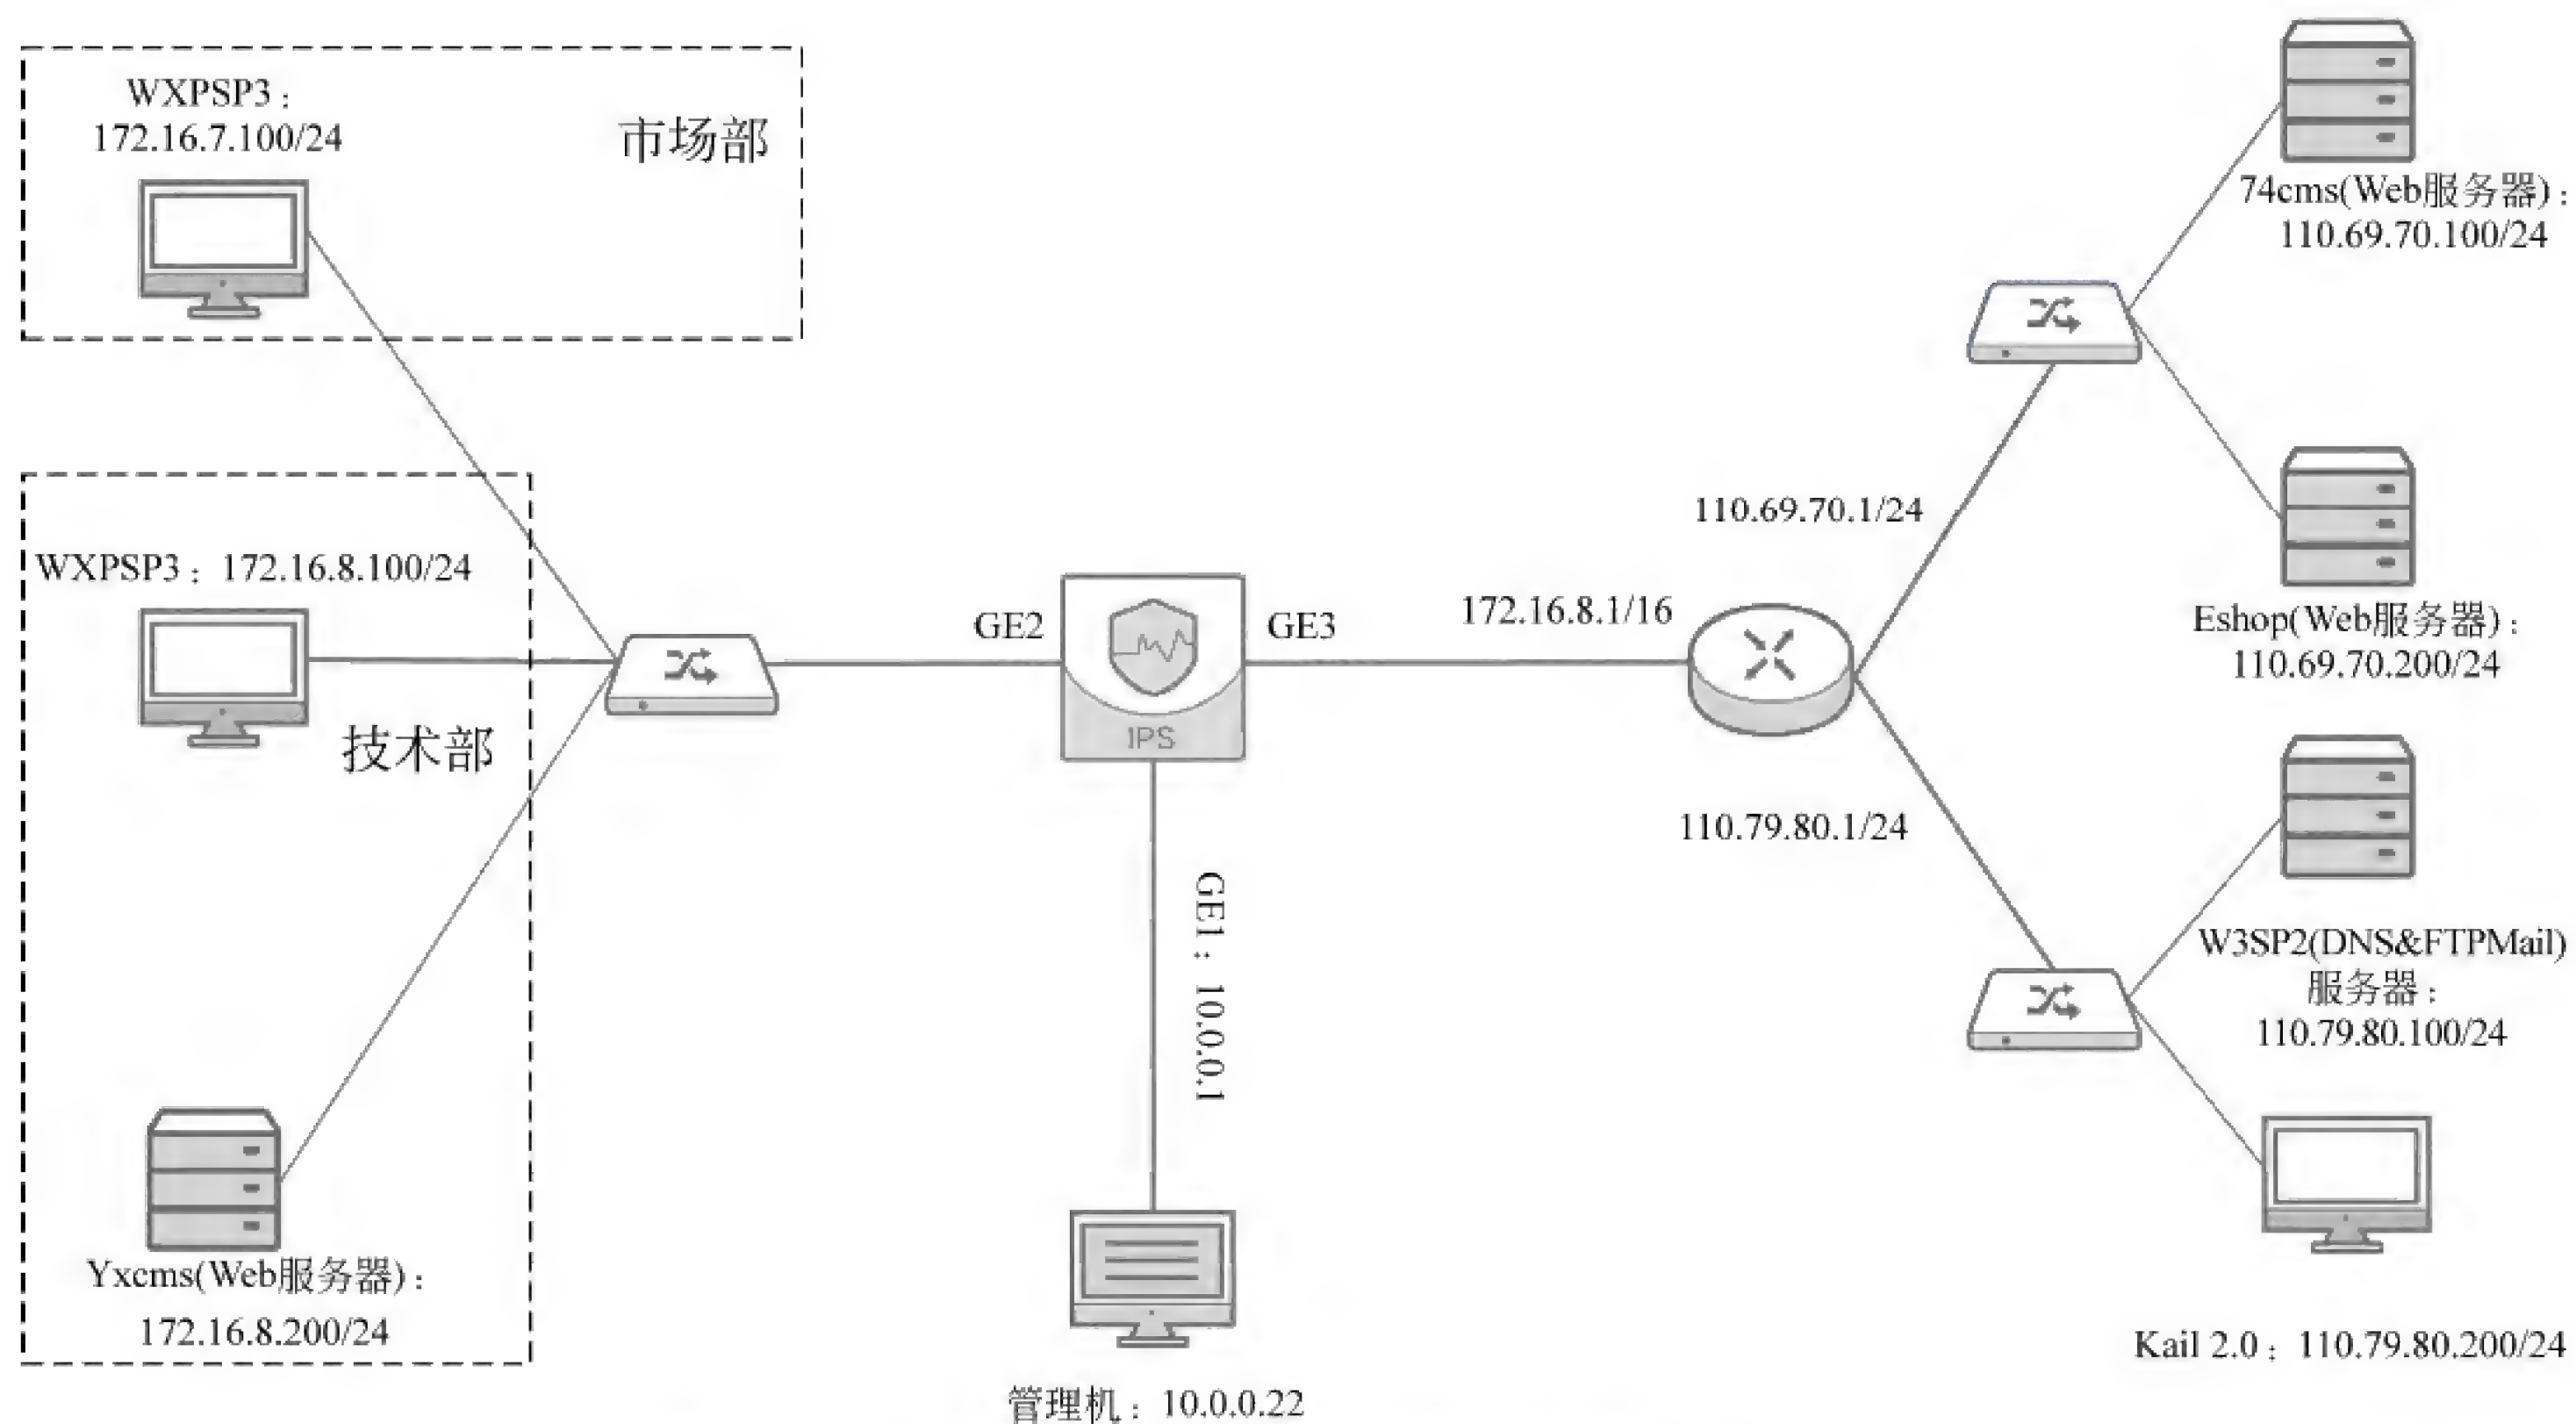 WXPSP3：
172.16.7.100/24
市场部
WXPSP3：172.16.8.100/24
技术部
Yxcms(Web服务器)：
172.16.8.200/24
GE2
IPS
GE3
GE1：10.0.0.1
管理机：10.0.0.22
172.16.8.1/16
110.69.70.1/24
110.79.80.1/24
74cms(Web服务器)：
110.69.70.100/24
Eshop(Web服务器)：
110.69.70.200/24
W3SP2(DNS&FTPMail)
服务器：
110.79.80.100/24
Kail 2.0：110.79.80.200/24